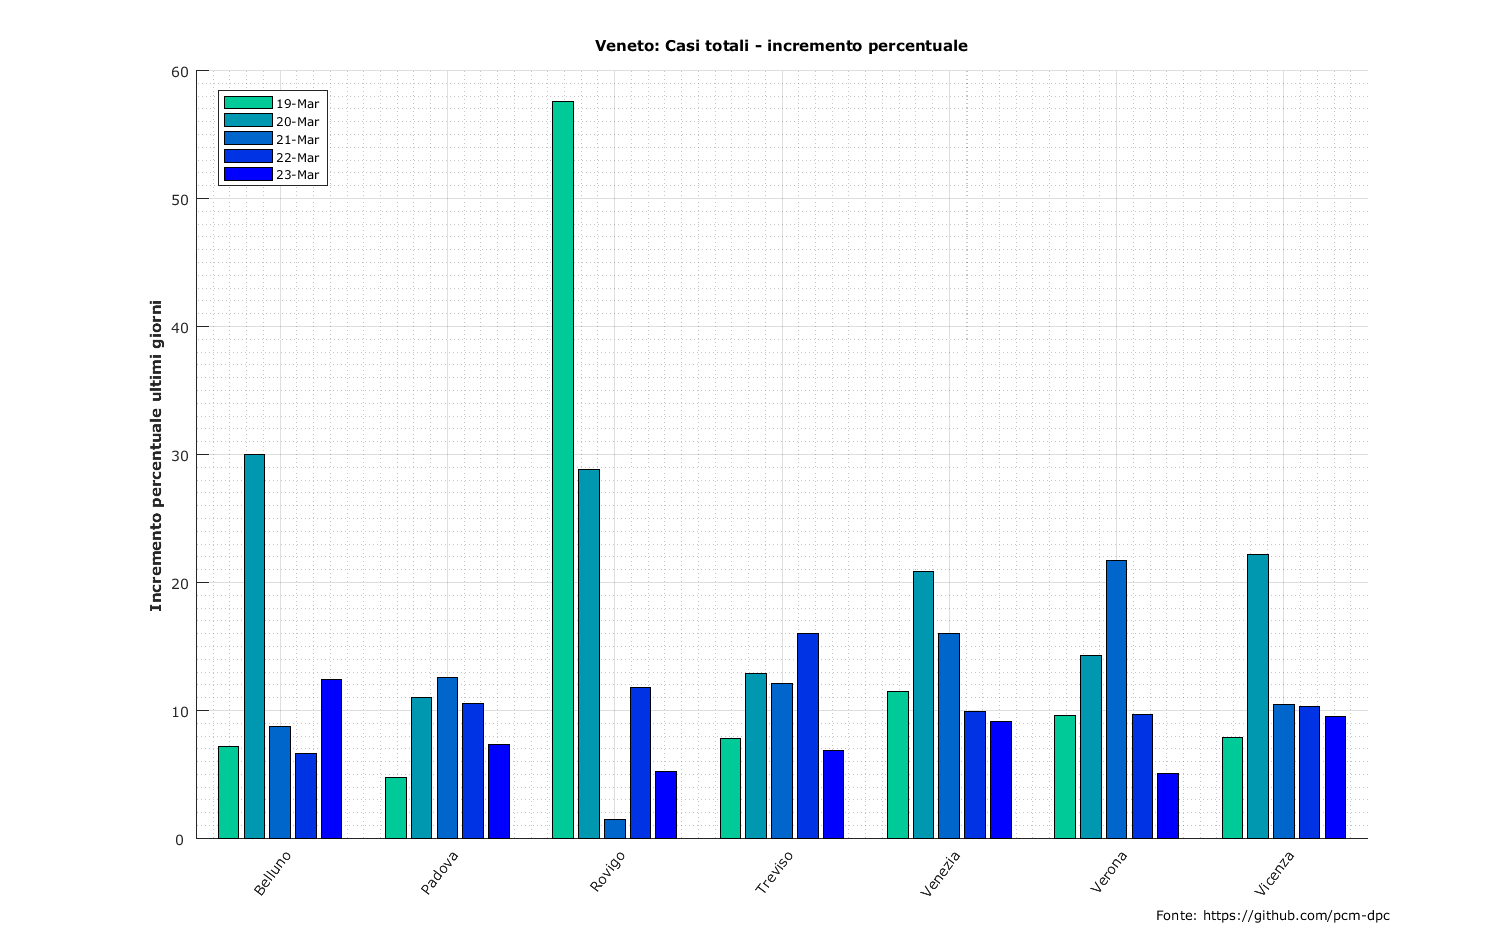 Veneto: Casi totali - incremento percentuale
60
50
40
30
20
10
0
Incremento percentuale ultimi giorni
19-Mar
20-Mar
21-Mar
22-Mar
23-Mar
Belluno
Padova
Rovigo
Treviso
Venezia
Verona
Vicenza
Fonte: https://github.com/pcm-dpc